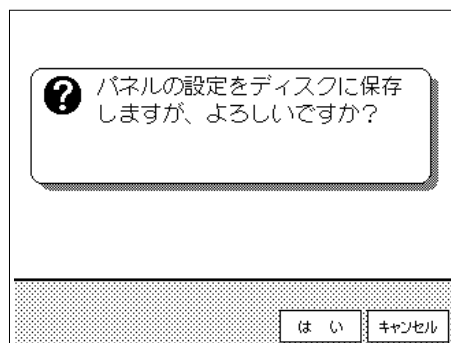 パネルの設定をディスクに保存
しますが、よろしいですか？
は い
キャンセル